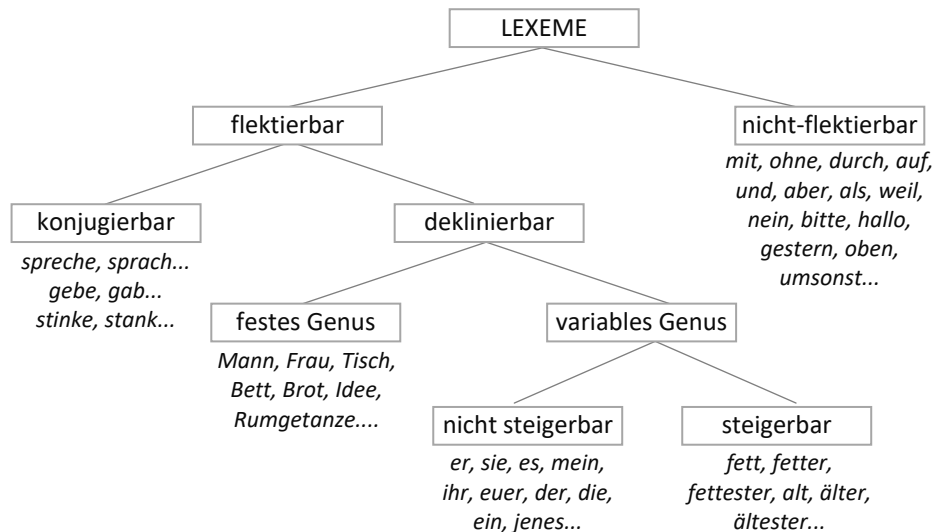 LEXEME
flektierbar
nicht-flektierbar
mit, ohne, durch, auf,
und, aber, als, weil,
nein, bitte, hallo,
gestern, oben,
umsonst...
konjugierbar
spreche, sprach...
gebe, gab...
stinke, stank...
deklinierbar
festes Genus
Mann, Frau, Tisch,
Bett, Brot, Idee,
Rumgetanze....
variables Genus
nicht steigerbar
er, sie, es, mein,
ihr, euer, der, die,
ein, jenes...
steigerbar
fett, fetter,
fettester, alt, älter,
ältester...